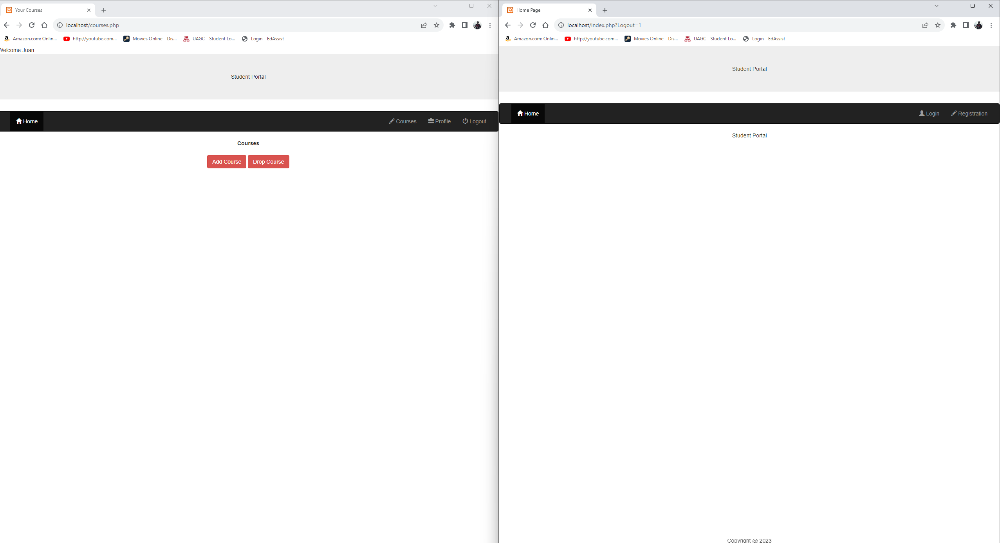 Your Courses
localhost/courses.php
Amazon.com: Onlin...
http://youtube.com...
Movies Online - Dis...
UAGC - Student Lo...
Login - EdAssist
Welcome:Juan
Student Portal
Home
Courses
Profile
Logout
Courses
Add Course
Drop Course
Home Page
localhost/index.php?Logout=1
Amazon.com: Onlin...
http://youtube.com...
Movies Online - Dis...
UAGC - Student Lo...
Login - EdAssist
Student Portal
Home
Login
Registration
Student Portal
Copyright @ 2023